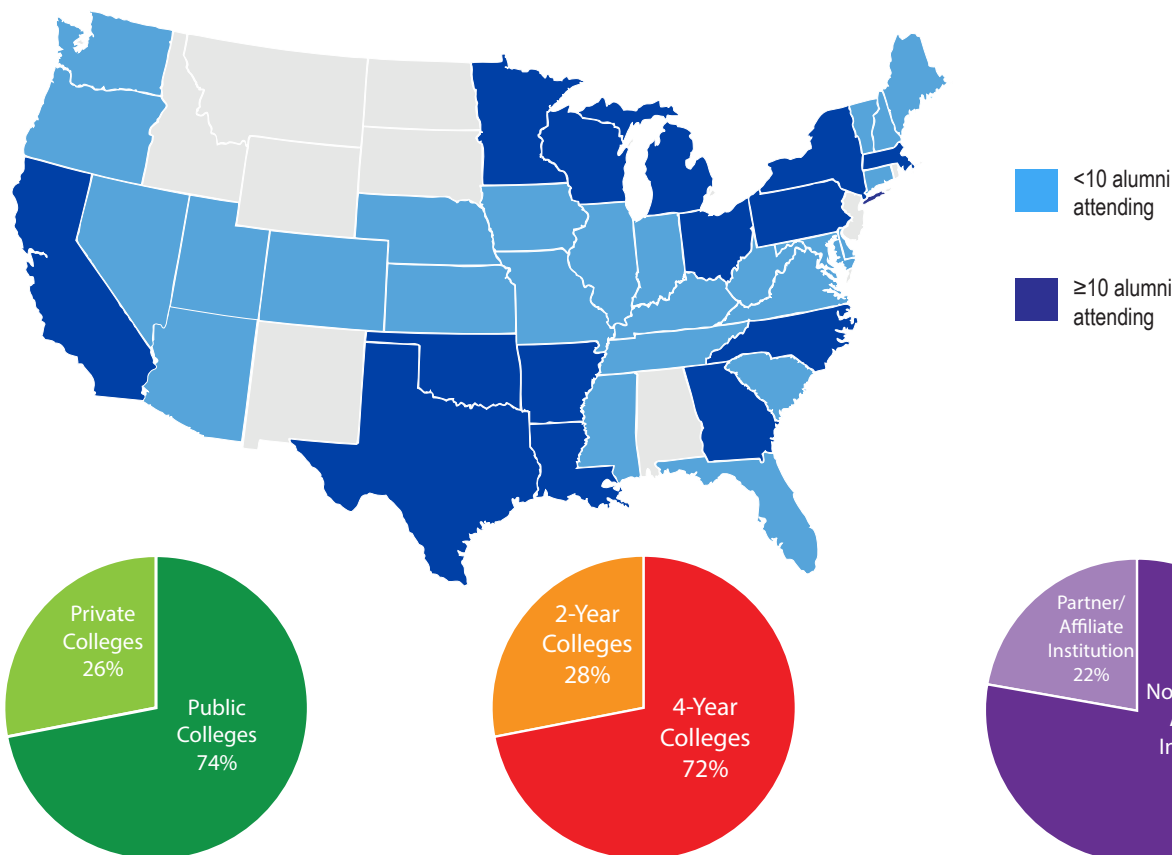 <10 alumni
attending
≥10 alumni
attending
Private
Colleges
26%
Public
Colleges
74%
2-Year
Colleges
28%
4-Year
Colleges
72%
Partner/
Affiliate
Institution
22%